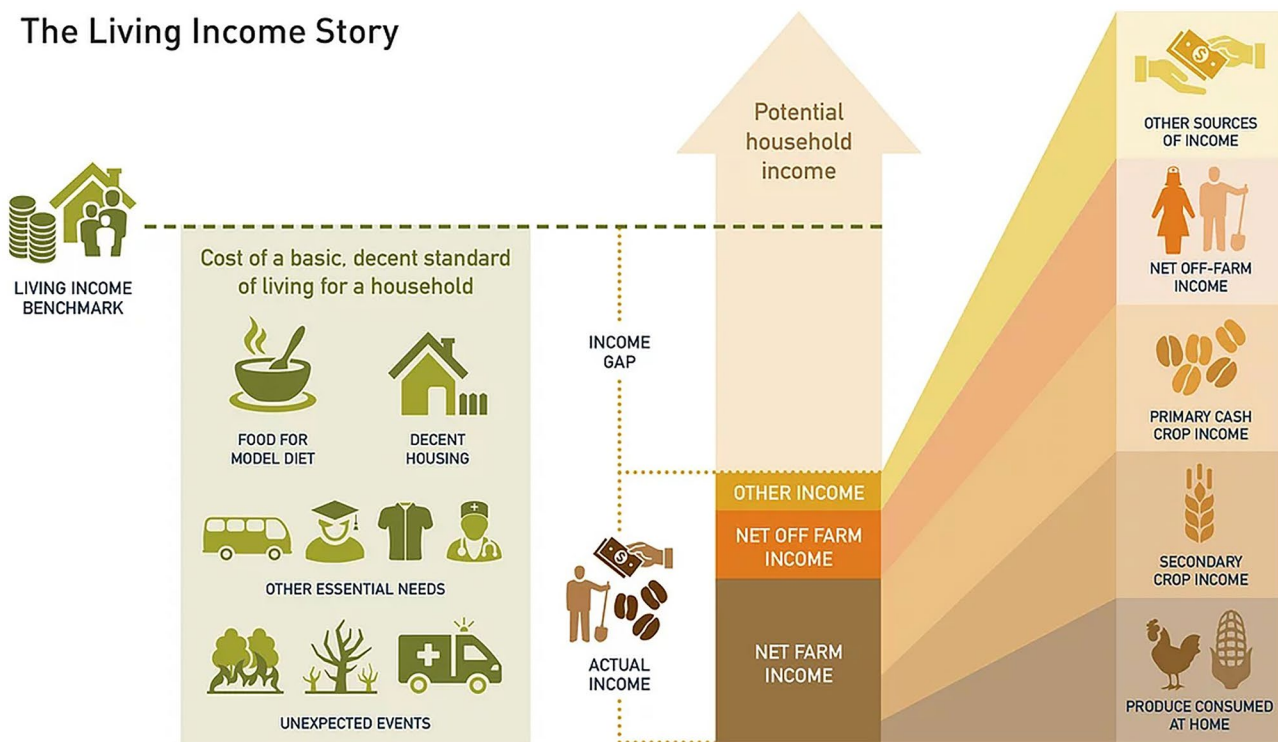 The Living Income Story
LIVING INCOME
BENCHMARK
Cost of a basic, decent standard
of living for a household
FOOD FOR
MODEL DIET
DECENT
HOUSING
OTHER ESSENTIAL NEEDS
UNEXPECTED EVENTS
INCOME
GAP
$
ACTUAL
INCOME
Potential
household
income
OTHER INCOME
NET OFF FARM
INCOME
NET FARM
INCOME
$
OTHER SOURCES
OF INCOME
NET OFF-FARM
INCOME
PRIMARY CASH
CROP INCOME
SECONDARY
CROP INCOME
PRODUCE CONSUMED
AT HOME